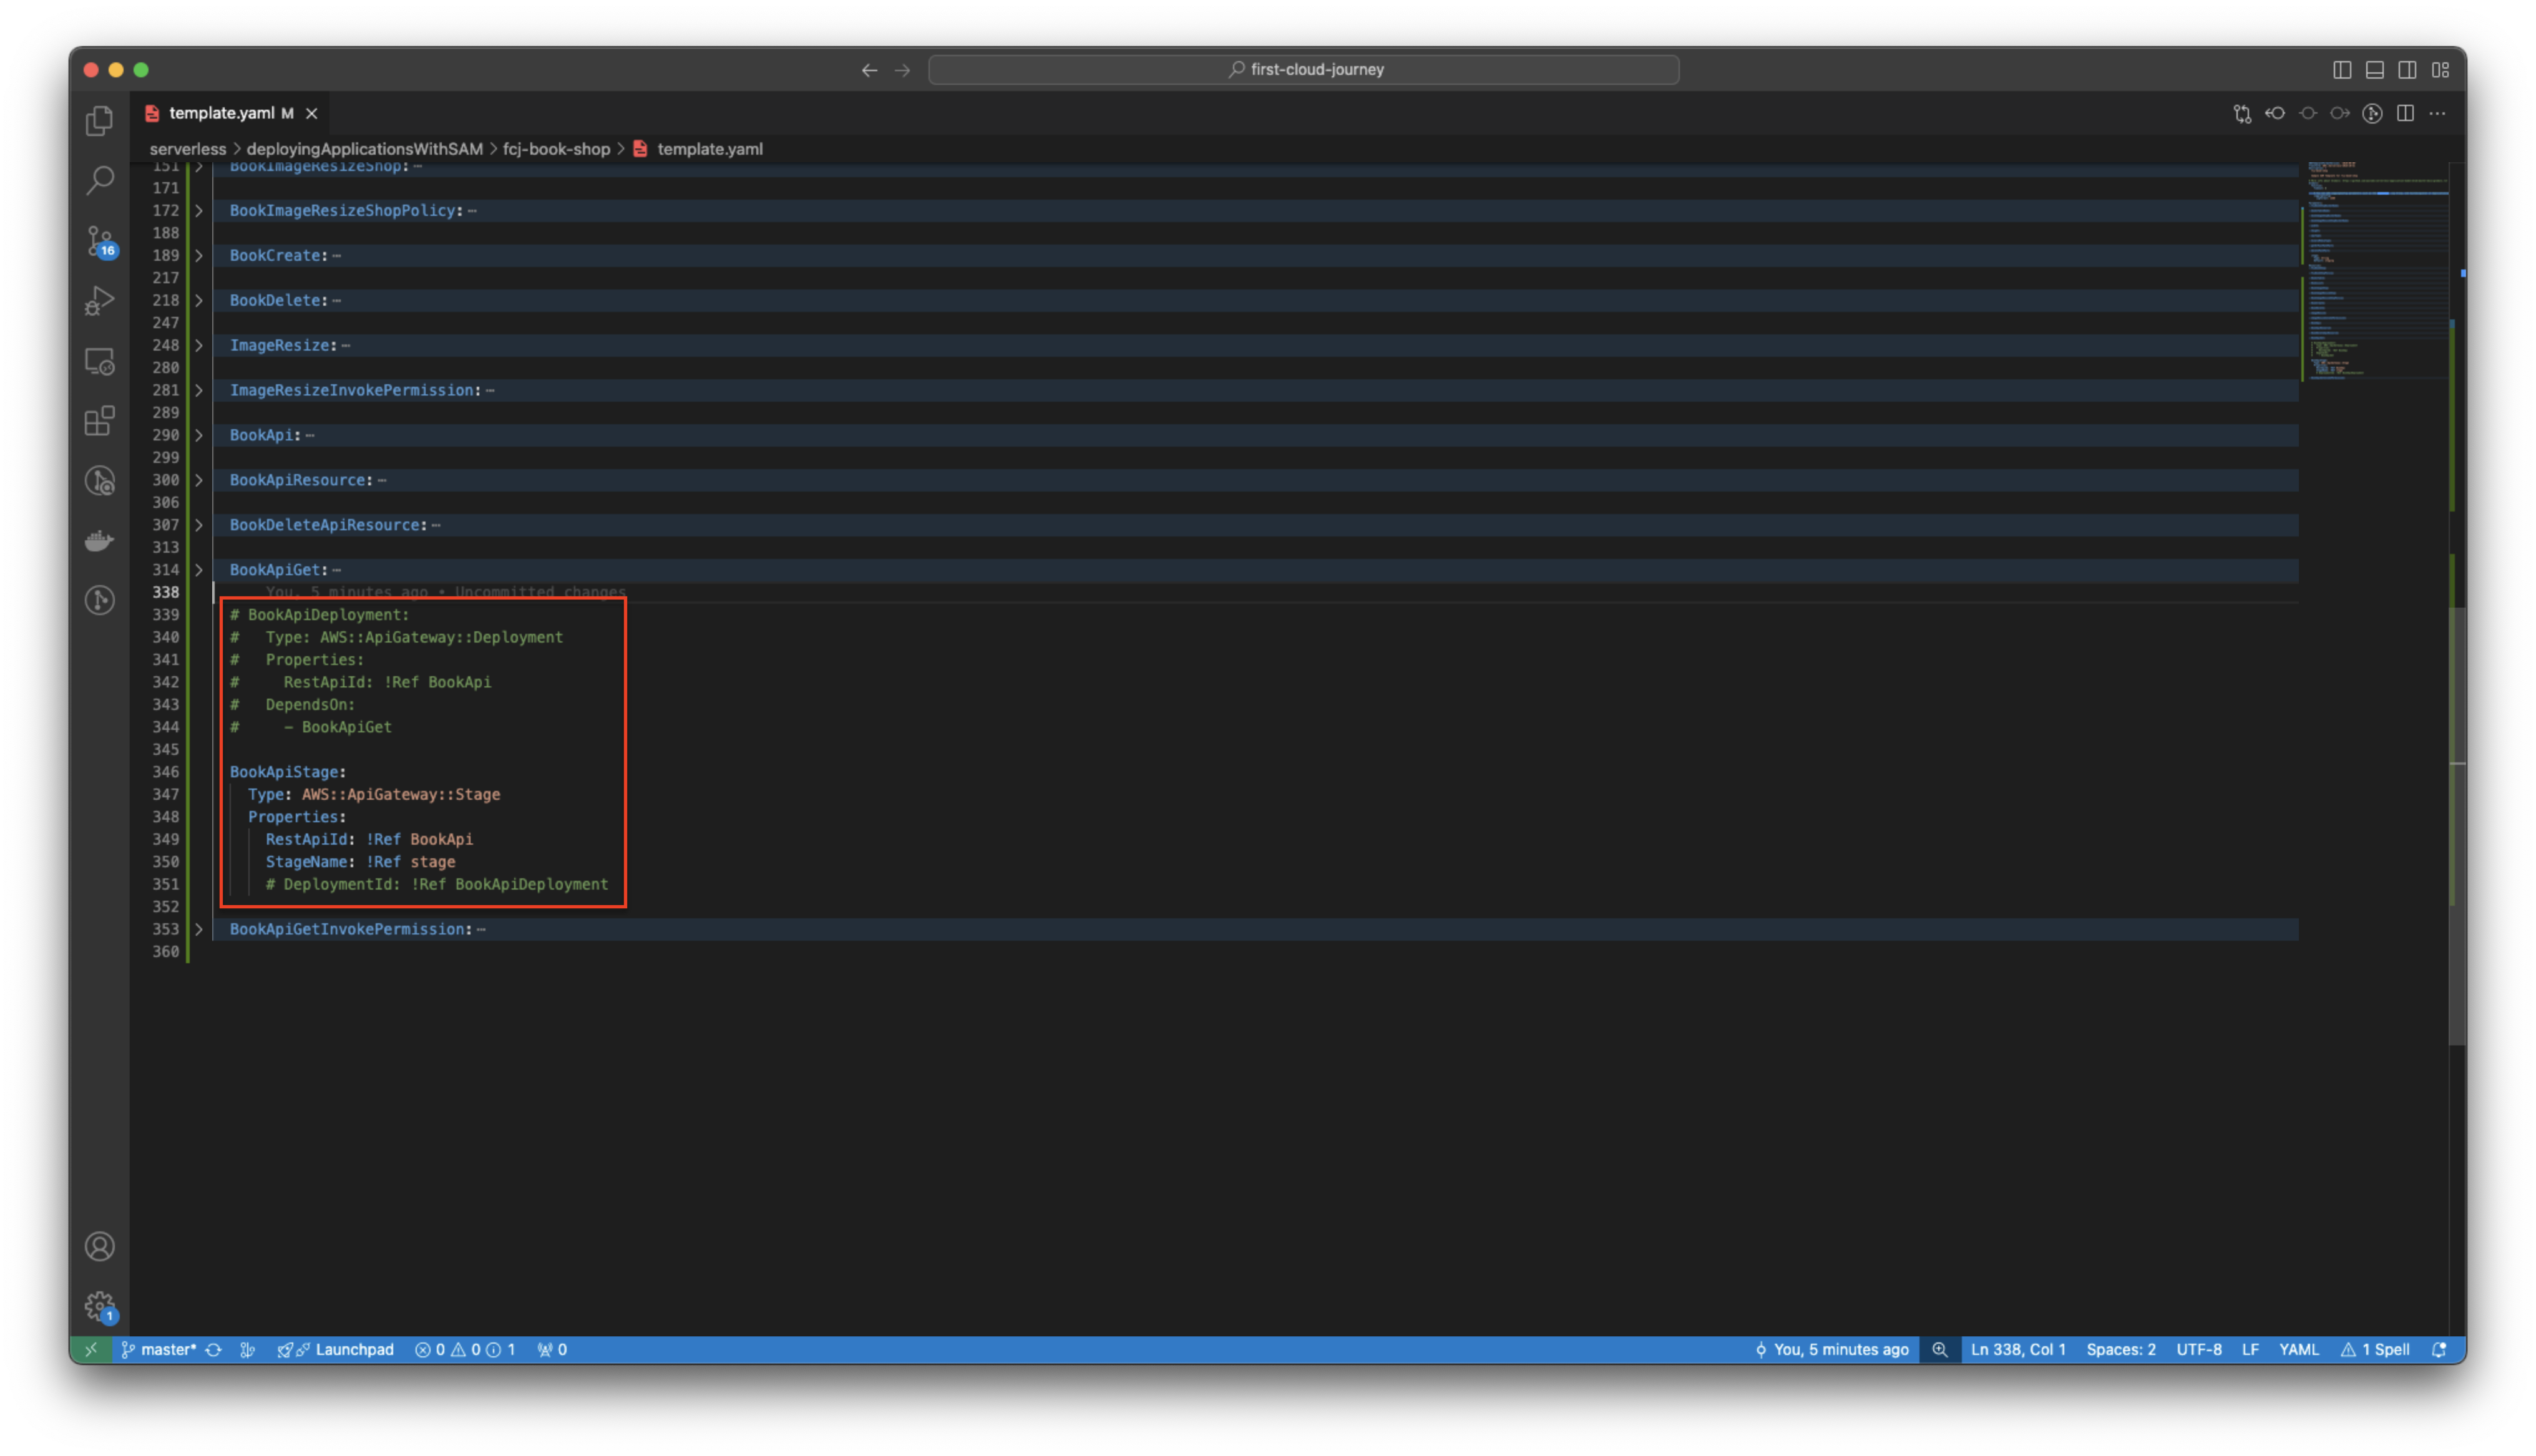 first-cloud-journey
template.yaml M
serverless > deployingApplicationsWithSAM > fcj-book-shop > template.yaml
151 BookImageResizeShop:
171
172 BookImageResizeShopPolicy:
188
189 BookCreate:
217
218 BookDelete:
247
248 ImageResize:
280
281 ImageResizeInvokePermission:
289
290 BookApi:
299
300 BookApiResource:
306
307 BookDeleteApiResource:
313
314 BookApiGet:
338 You, 5 minutes ago • Uncommitted changes
339 # BookApiDeployment:
340 #   Type: AWS::ApiGateway::Deployment
341 #   Properties:
342 #     RestApiId: !Ref BookApi
343 #   DependsOn:
344 #     - BookApiGet
345
346 BookApiStage:
347   Type: AWS::ApiGateway::Stage
348   Properties:
349     RestApiId: !Ref BookApi
350     StageName: !Ref stage
351     # DeploymentId: !Ref BookApiDeployment
352
353 BookApiGetInvokePermission:
360
16
1
master* Launchpad 0 0 1 0 You, 5 minutes ago Ln 338, Col 1 Spaces: 2 UTF-8 LF YAML 1 Spell